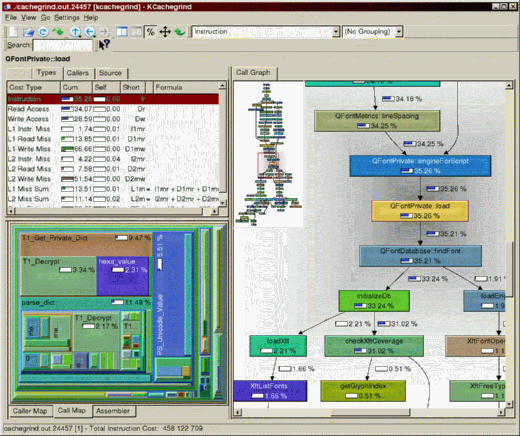 ./cachegrind.out.24457 [kcachegrind] - KCachegrind
File View Go Settings Help
% Instruction (No Grouping)
Search:
QFontPrivate::load
Types Callers Source
Cost Type Cum Self Short Formula
Instruction 35.26 0.00 Ir
Read Access 34.07 0.00 Dr
Write Access 28.59 0.00 Dw
L1 Instr. Miss 1.74 0.01 I1mr
L1 Read Miss 13.85 0.01 D1mr
L1 Write Miss 66.66 0.00 D1mw
L2 Instr. Miss 4.22 0.04 I2mr
L2 Read Miss 7.58 0.01 D2mr
L2 Write Miss 51.54 0.00 D2mw
L1 Miss Sum 13.51 0.01 L1m = I1mr + D1mr + D1mw
L2 Miss Sum 11.14 0.02 I2mr + D2mr + D2mw
T1_Get_Private_Dict 9.47 %
T1_Decrypt 3.34 %
hexa_value 2.31 %
parse_dict 11.49 %
T1_Decrypt 2.17 %
T1
PS_Unicode_Value 5.51 %
Caller Map Call Map Assembler
Call Graph
34.18 %
QFontMetrics::lineSpacing
34.25 %
34.25 %
QFontPrivate::engineForScript
35.26 %
35.26 %
QFontPrivate::load
35.26 %
35.21 %
QFontDatabase::findFont
35.21 %
33.24 % 1.91
initializeDb
33.24 %
loadEn
2.21 % 31.02 %
loadXft
2.21 %
checkXftCoverage
31.02 %
XftFontOpe
1.66 % 0.51 %
XftListFonts
1.66 %
getGlyphIndex
0.51 %
XftFreeTyp
cachegrind.out.24457 [1] - Total Instruction Cost: 458 122 709